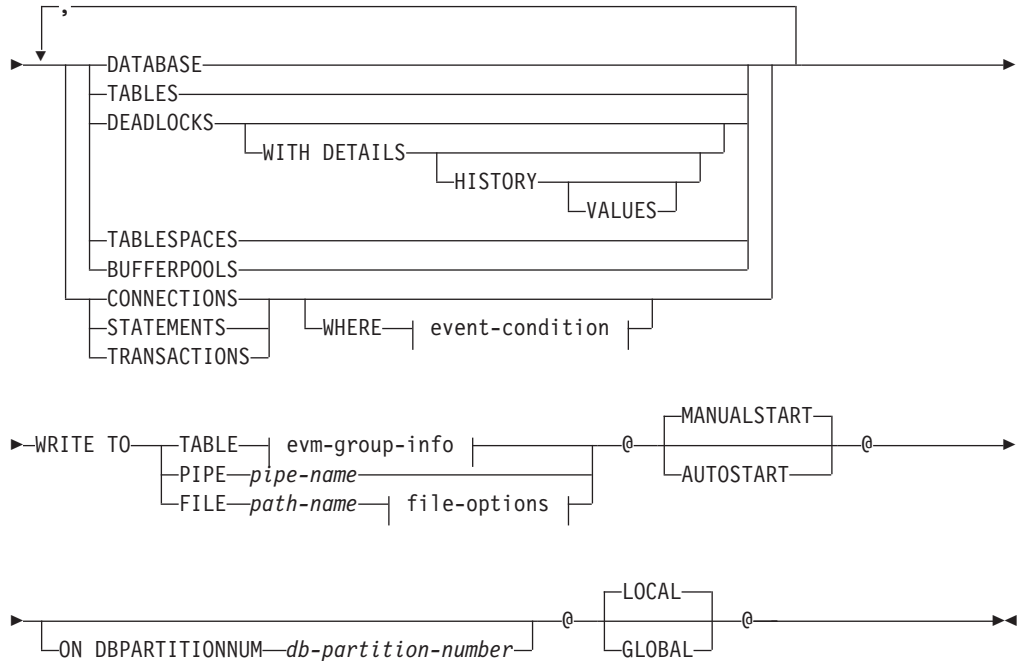 ,
DATABASE
TABLES
DEADLOCKS
WITH DETAILS
HISTORY
VALUES
TABLESPACES
BUFFERPOOLS
CONNECTIONS
STATEMENTS WHERE event-condition
TRANSACTIONS
MANUALSTART
WRITE TO TABLE evm-group-info @ @
PIPE pipe-name AUTOSTART
FILE path-name file-options
LOCAL
@ @
ON DBPARTITIONNUM db-partition-number GLOBAL